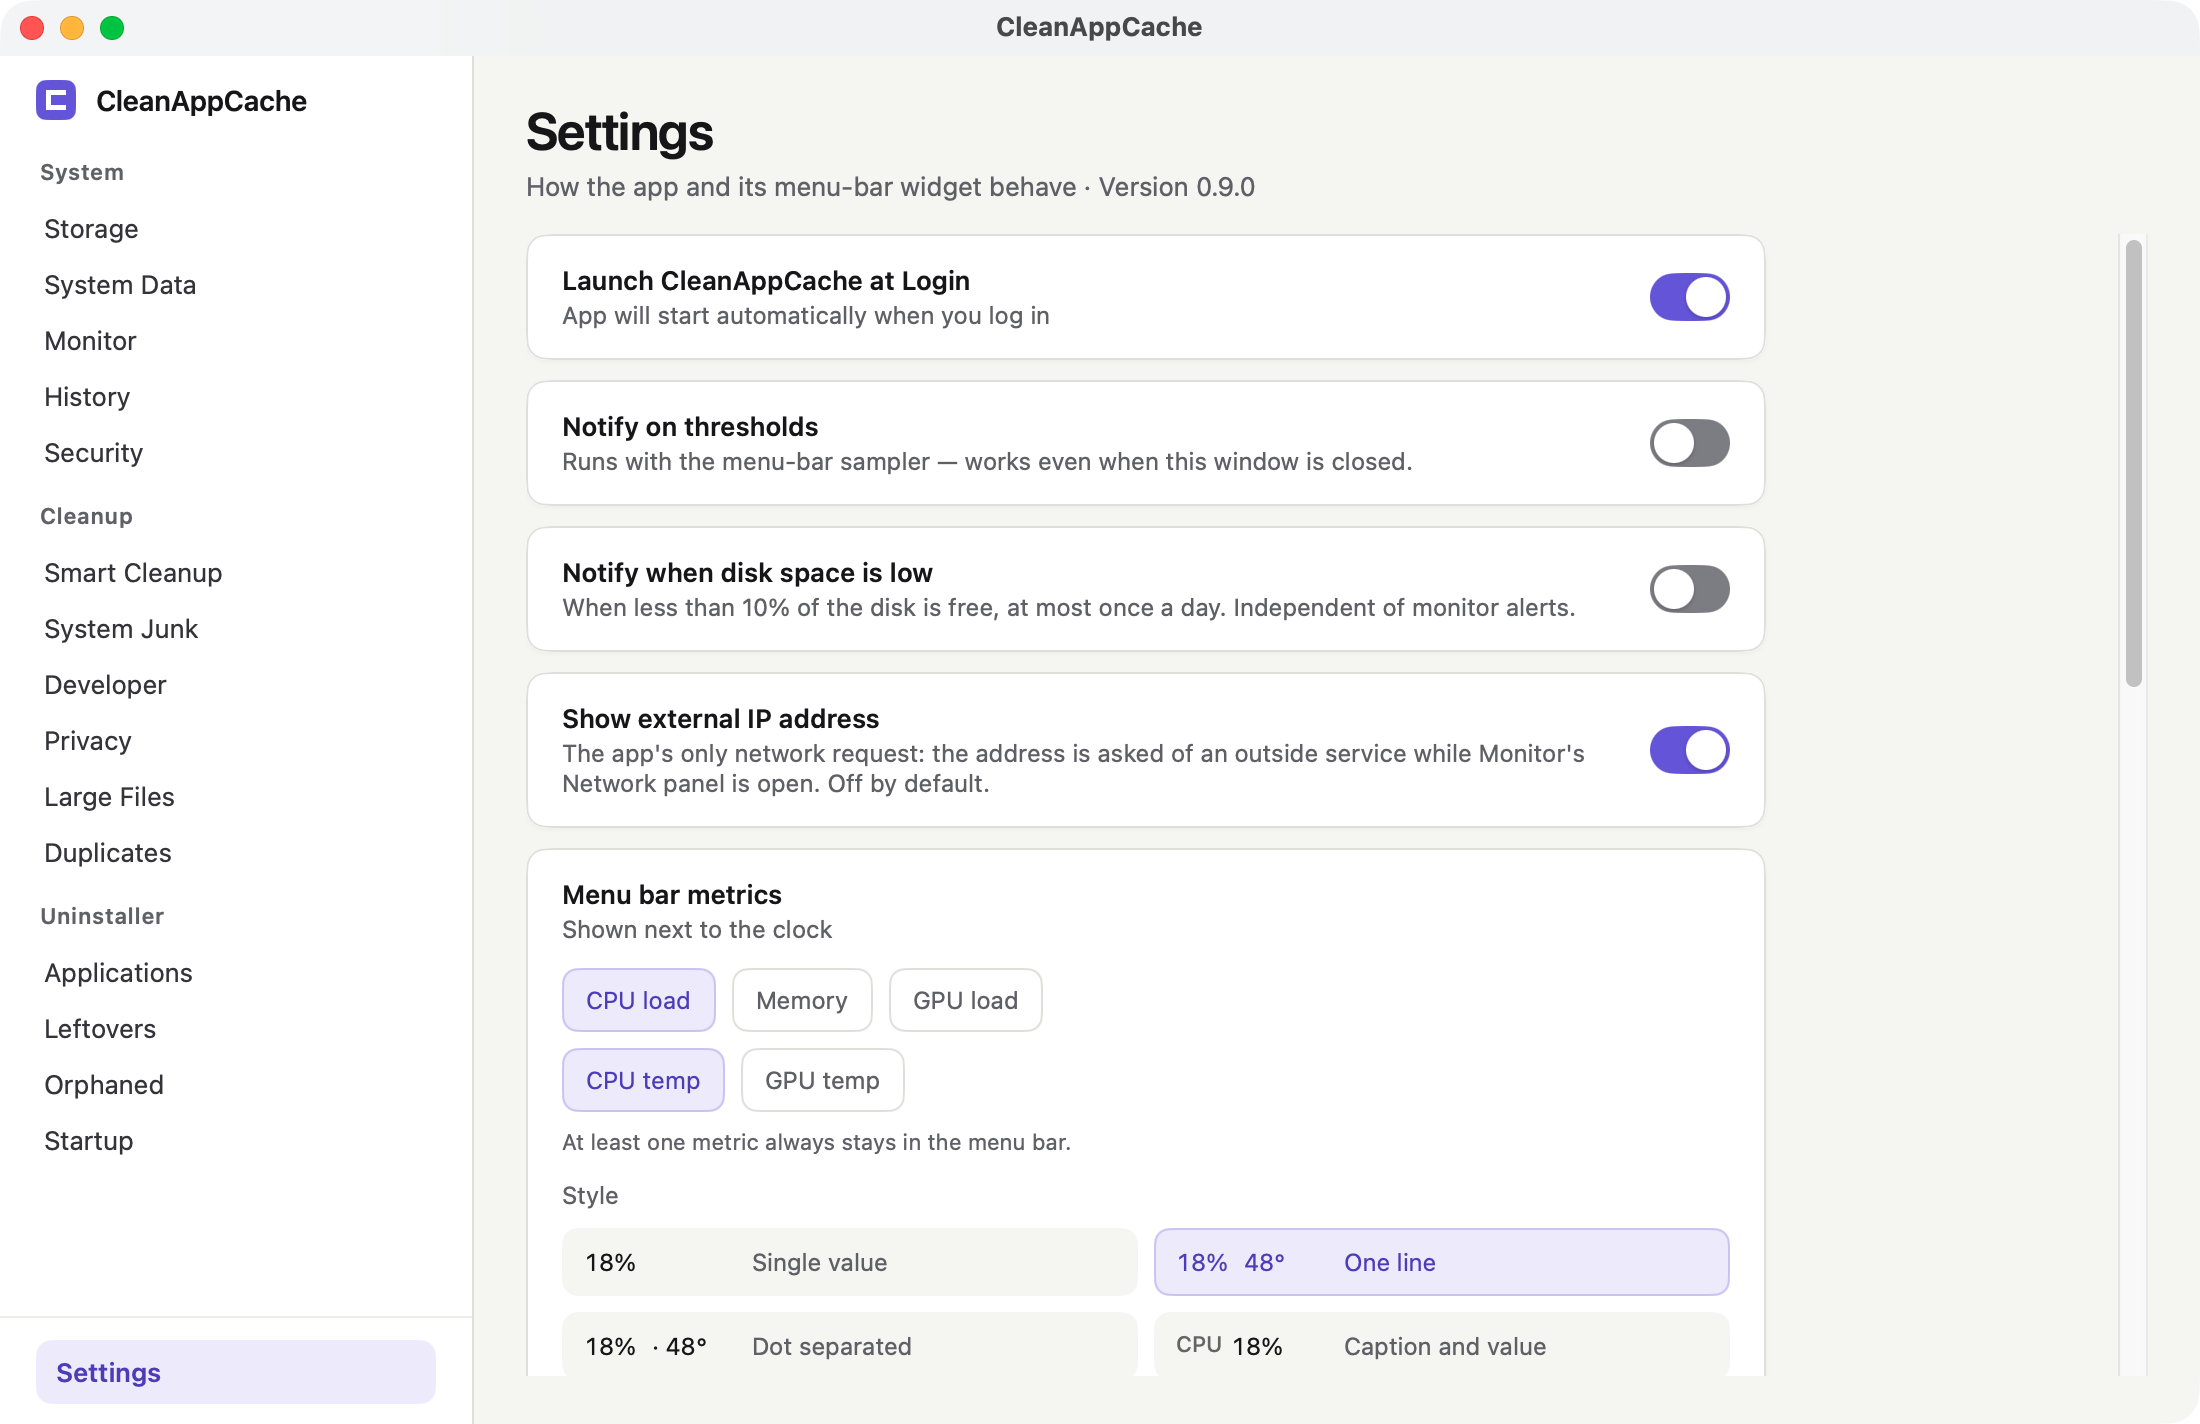 CleanAppCache
CleanAppCache
System
Storage
System Data
Monitor
History
Security
Cleanup
Smart Cleanup
System Junk
Developer
Privacy
Large Files
Duplicates
Uninstaller
Applications
Leftovers
Orphaned
Startup
Settings
Settings
How the app and its menu-bar widget behave · Version 0.9.0
Launch CleanAppCache at Login
App will start automatically when you log in
Notify on thresholds
Runs with the menu-bar sampler — works even when this window is closed.
Notify when disk space is low
When less than 10% of the disk is free, at most once a day. Independent of monitor alerts.
Show external IP address
The app's only network request: the address is asked of an outside service while Monitor's
Network panel is open. Off by default.
Menu bar metrics
Shown next to the clock
CPU load Memory GPU load
CPU temp GPU temp
At least one metric always stays in the menu bar.
Style
18% Single value
18% 48° One line
18% · 48° Dot separated
CPU 18% Caption and value